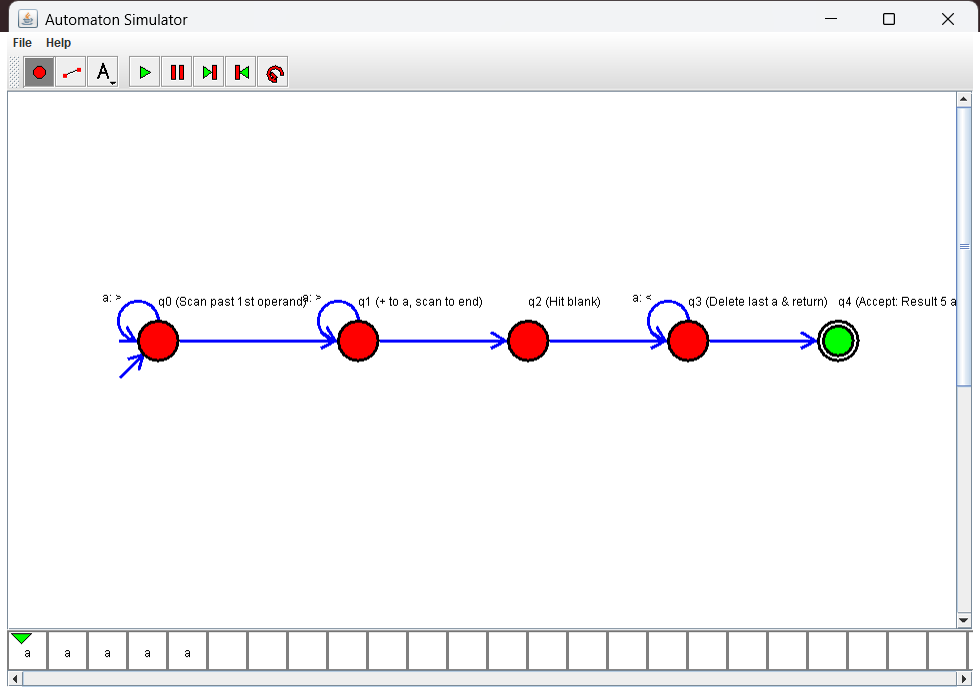 Automaton Simulator
File Help
A
a: > q0 (Scan past 1st operand) a: > q1 (+ to a, scan to end) q2 (Hit blank) a: < q3 (Delete last a & return) q4 (Accept: Result 5 a
a a a a a